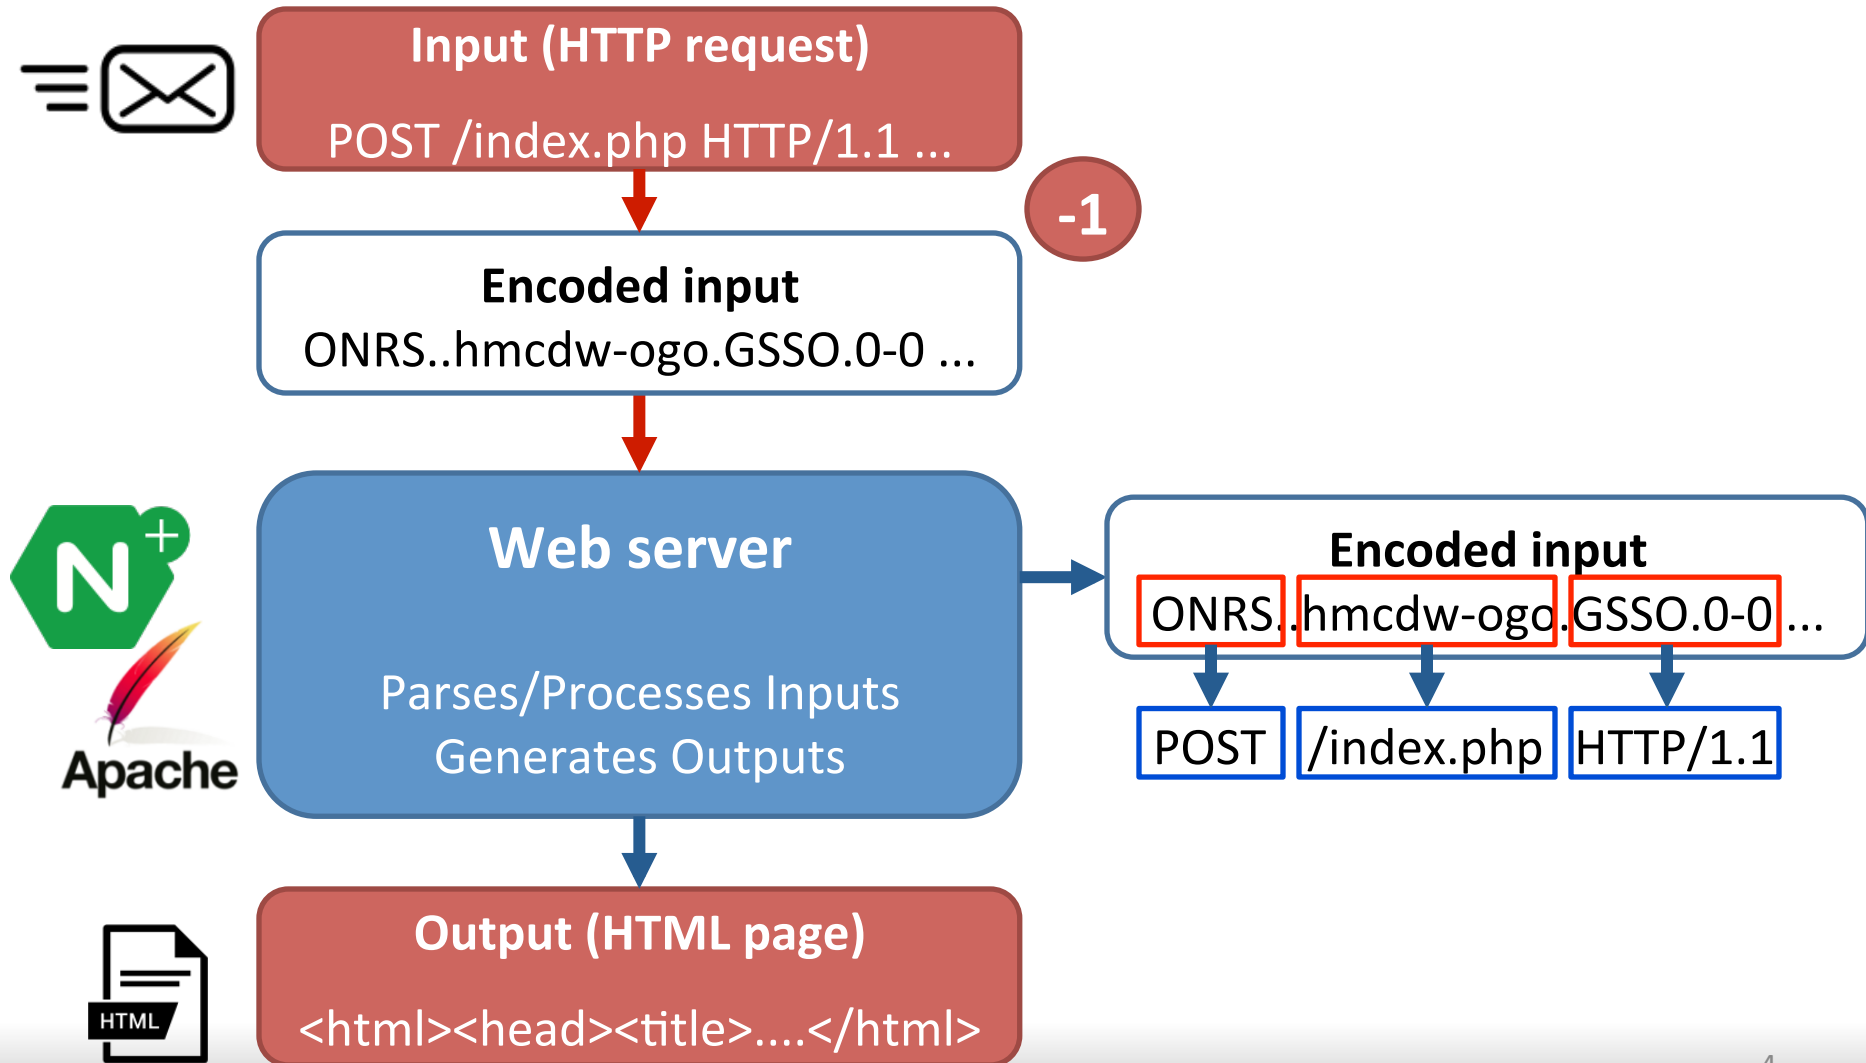 Input (HTTP request)
POST /index.php HTTP/1.1 ...
-1
Encoded input
ONRS..hmcdw-ogo.GSSO.0-0 ...
N+
Web server
Parses/Processes Inputs
Generates Outputs
Apache
Encoded input
ONRS..hmcdw-ogo.GSSO.0-0 ...
POST /index.php HTTP/1.1
Output (HTML page)
<html><head><title>....</html>
HTML